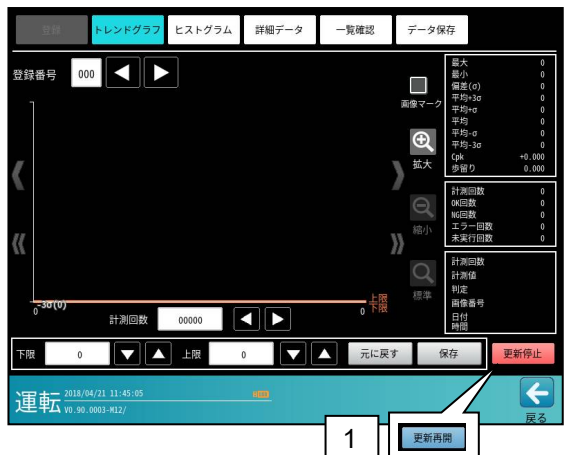 登録 トレンドグラフ ヒストグラム 詳細データ 一覧確認 データ保存
登録番号 000
画像マーク
拡大
縮小
標準
最大 0
最小 0
偏差(σ) 0
平均+3σ 0
平均+σ 0
平均 0
平均-σ 0
平均-3σ 0
Cpk +0.000
歩留り 0.000
計測回数 0
OK回数 0
NG回数 0
エラー回数 0
未実行回数 0
計測回数
計測値
判定
画像番号
日付
時間
-3σ(0)
上限
下限
0 0
計測回数 00000
下限 0 上限 0 元に戻す 保存 更新停止
運転 2018/04/21 11:45:05
V0.90.0003-M12/
戻る
1 更新再開